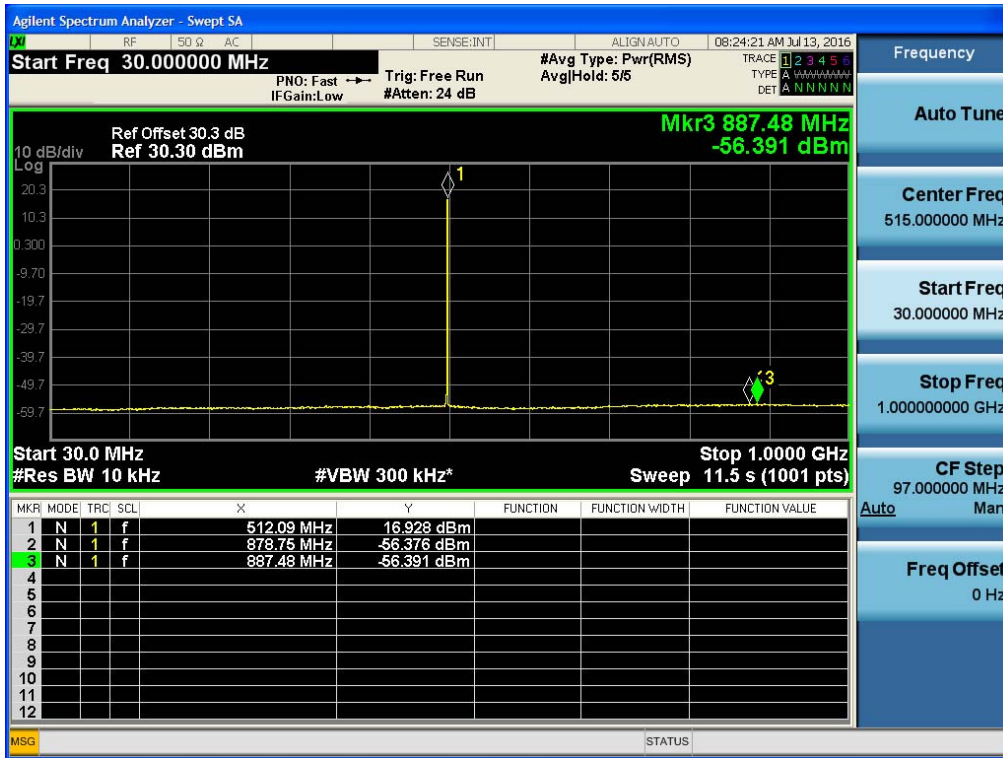 Agilent Spectrum Analyzer - Swept SA
LXI RF 50 Ω AC SENSE:INT ALIGN AUTO 08:24:21 AM Jul 13, 2016
Start Freq 30.000000 MHz
PNO: Fast
IFGain:Low
Trig: Free Run
#Atten: 24 dB
#Avg Type: Pwr(RMS)
Avg|Hold: 5/5
TRACE 1 2 3 4 5 6
TYPE A WWWWW
DET A N N N N N
Mkr3 887.48 MHz
-56.391 dBm
Ref Offset 30.3 dB
10 dB/div Ref 30.30 dBm
Log
20.3
10.3
0.300
-9.70
-19.7
-29.7
-39.7
-49.7
-59.7
1
3
Start 30.0 MHz Stop 1.0000 GHz
#Res BW 10 kHz #VBW 300 kHz* Sweep 11.5 s (1001 pts)
MKR MODE TRC SCL X Y FUNCTION FUNCTION WIDTH FUNCTION VALUE
1 N 1 f 512.09 MHz 16.928 dBm
2 N 1 f 878.75 MHz -56.376 dBm
3 N 1 f 887.48 MHz -56.391 dBm
4
5
6
7
8
9
10
11
12
MSG STATUS
Frequency
Auto Tune
Center Freq
515.000000 MHz
Start Freq
30.000000 MHz
Stop Freq
1.000000000 GHz
CF Step
97.000000 MHz
Auto Man
Freq Offset
0 Hz